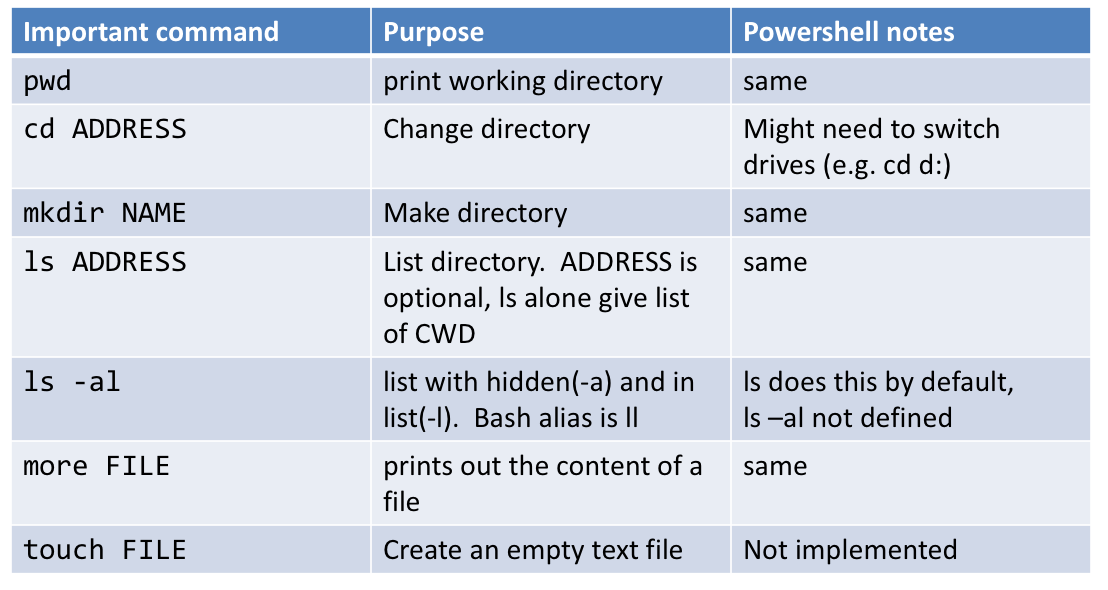 Important command Purpose Powershell notes
pwd print working directory same
cd ADDRESS Change directory Might need to switch
drives (e.g. cd d:)
mkdir NAME Make directory same
ls ADDRESS List directory.  ADDRESS is same
optional, ls alone give list
of CWD
ls -al list with hidden(-a) and in ls does this by default,
list(-l).  Bash alias is ll ls –al not defined
more FILE prints out the content of a same
file
touch FILE Create an empty text file Not implemented